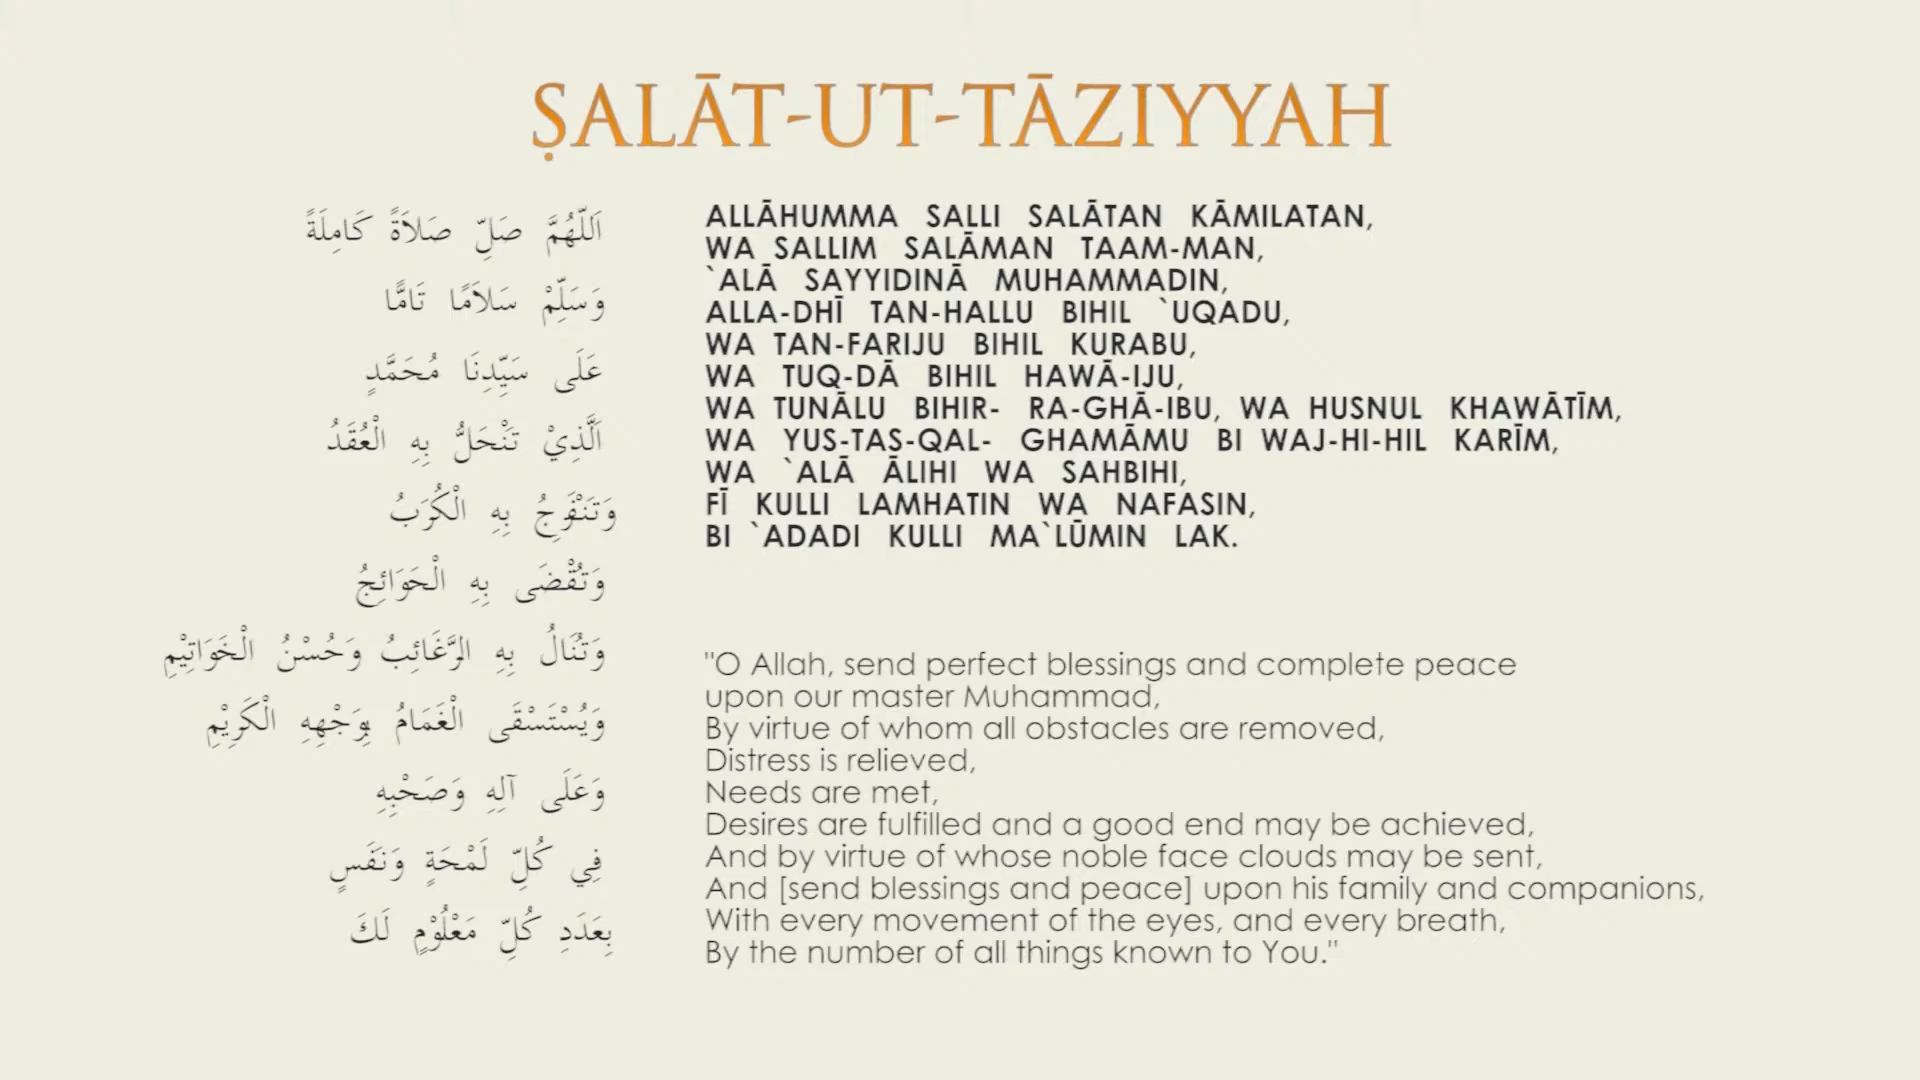 ṢALĀT-UT-TĀZIYYAH
اَللّٰهُمَّ صَلِّ صَلاَةً كَامِلَةً
وَسَلِّمْ سَلاَمًا تَامًّا
عَلَى سَيِّدِنَا مُحَمَّدٍ
اَلَّذِيْ تَنْحَلُّ بِهِ الْعُقَدُ
وَتَنْفَرِجُ بِهِ الْكُرَبُ
وَتُقْضَى بِهِ الْحَوَائِجُ
وَتُنَالُ بِهِ الرَّغَائِبُ وَحُسْنُ الْخَوَاتِيْمِ
وَيُسْتَسْقَى الْغَمَامُ بِوَجْهِهِ الْكَرِيْمِ
وَعَلَى آلِهِ وَصَحْبِهِ
فِي كُلِّ لَمْحَةٍ وَنَفَسٍ
بِعَدَدِ كُلِّ مَعْلُوْمٍ لَكَ
ALLĀHUMMA SALLI SALĀTAN KĀMILATAN,
WA SALLIM SALĀMAN TAAM-MAN,
`ALĀ SAYYIDINĀ MUHAMMADIN,
ALLA-DHĪ TAN-HALLU BIHIL `UQADU,
WA TAN-FARIJU BIHIL KURABU,
WA TUQ-DĀ BIHIL HAWĀ-IJU,
WA TUNĀLU BIHIR- RA-GHĀ-IBU, WA HUSNUL KHAWĀTĪM,
WA YUS-TAS-QAL- GHAMĀMU BI WAJ-HI-HIL KARĪM,
WA `ALĀ ĀLIHI WA SAHBIHI,
FĪ KULLI LAMHATIN WA NAFASIN,
BI `ADADI KULLI MA`LŪMIN LAK.
"O Allah, send perfect blessings and complete peace
upon our master Muhammad,
By virtue of whom all obstacles are removed,
Distress is relieved,
Needs are met,
Desires are fulfilled and a good end may be achieved,
And by virtue of whose noble face clouds may be sent,
And [send blessings and peace] upon his family and companions,
With every movement of the eyes, and every breath,
By the number of all things known to You."